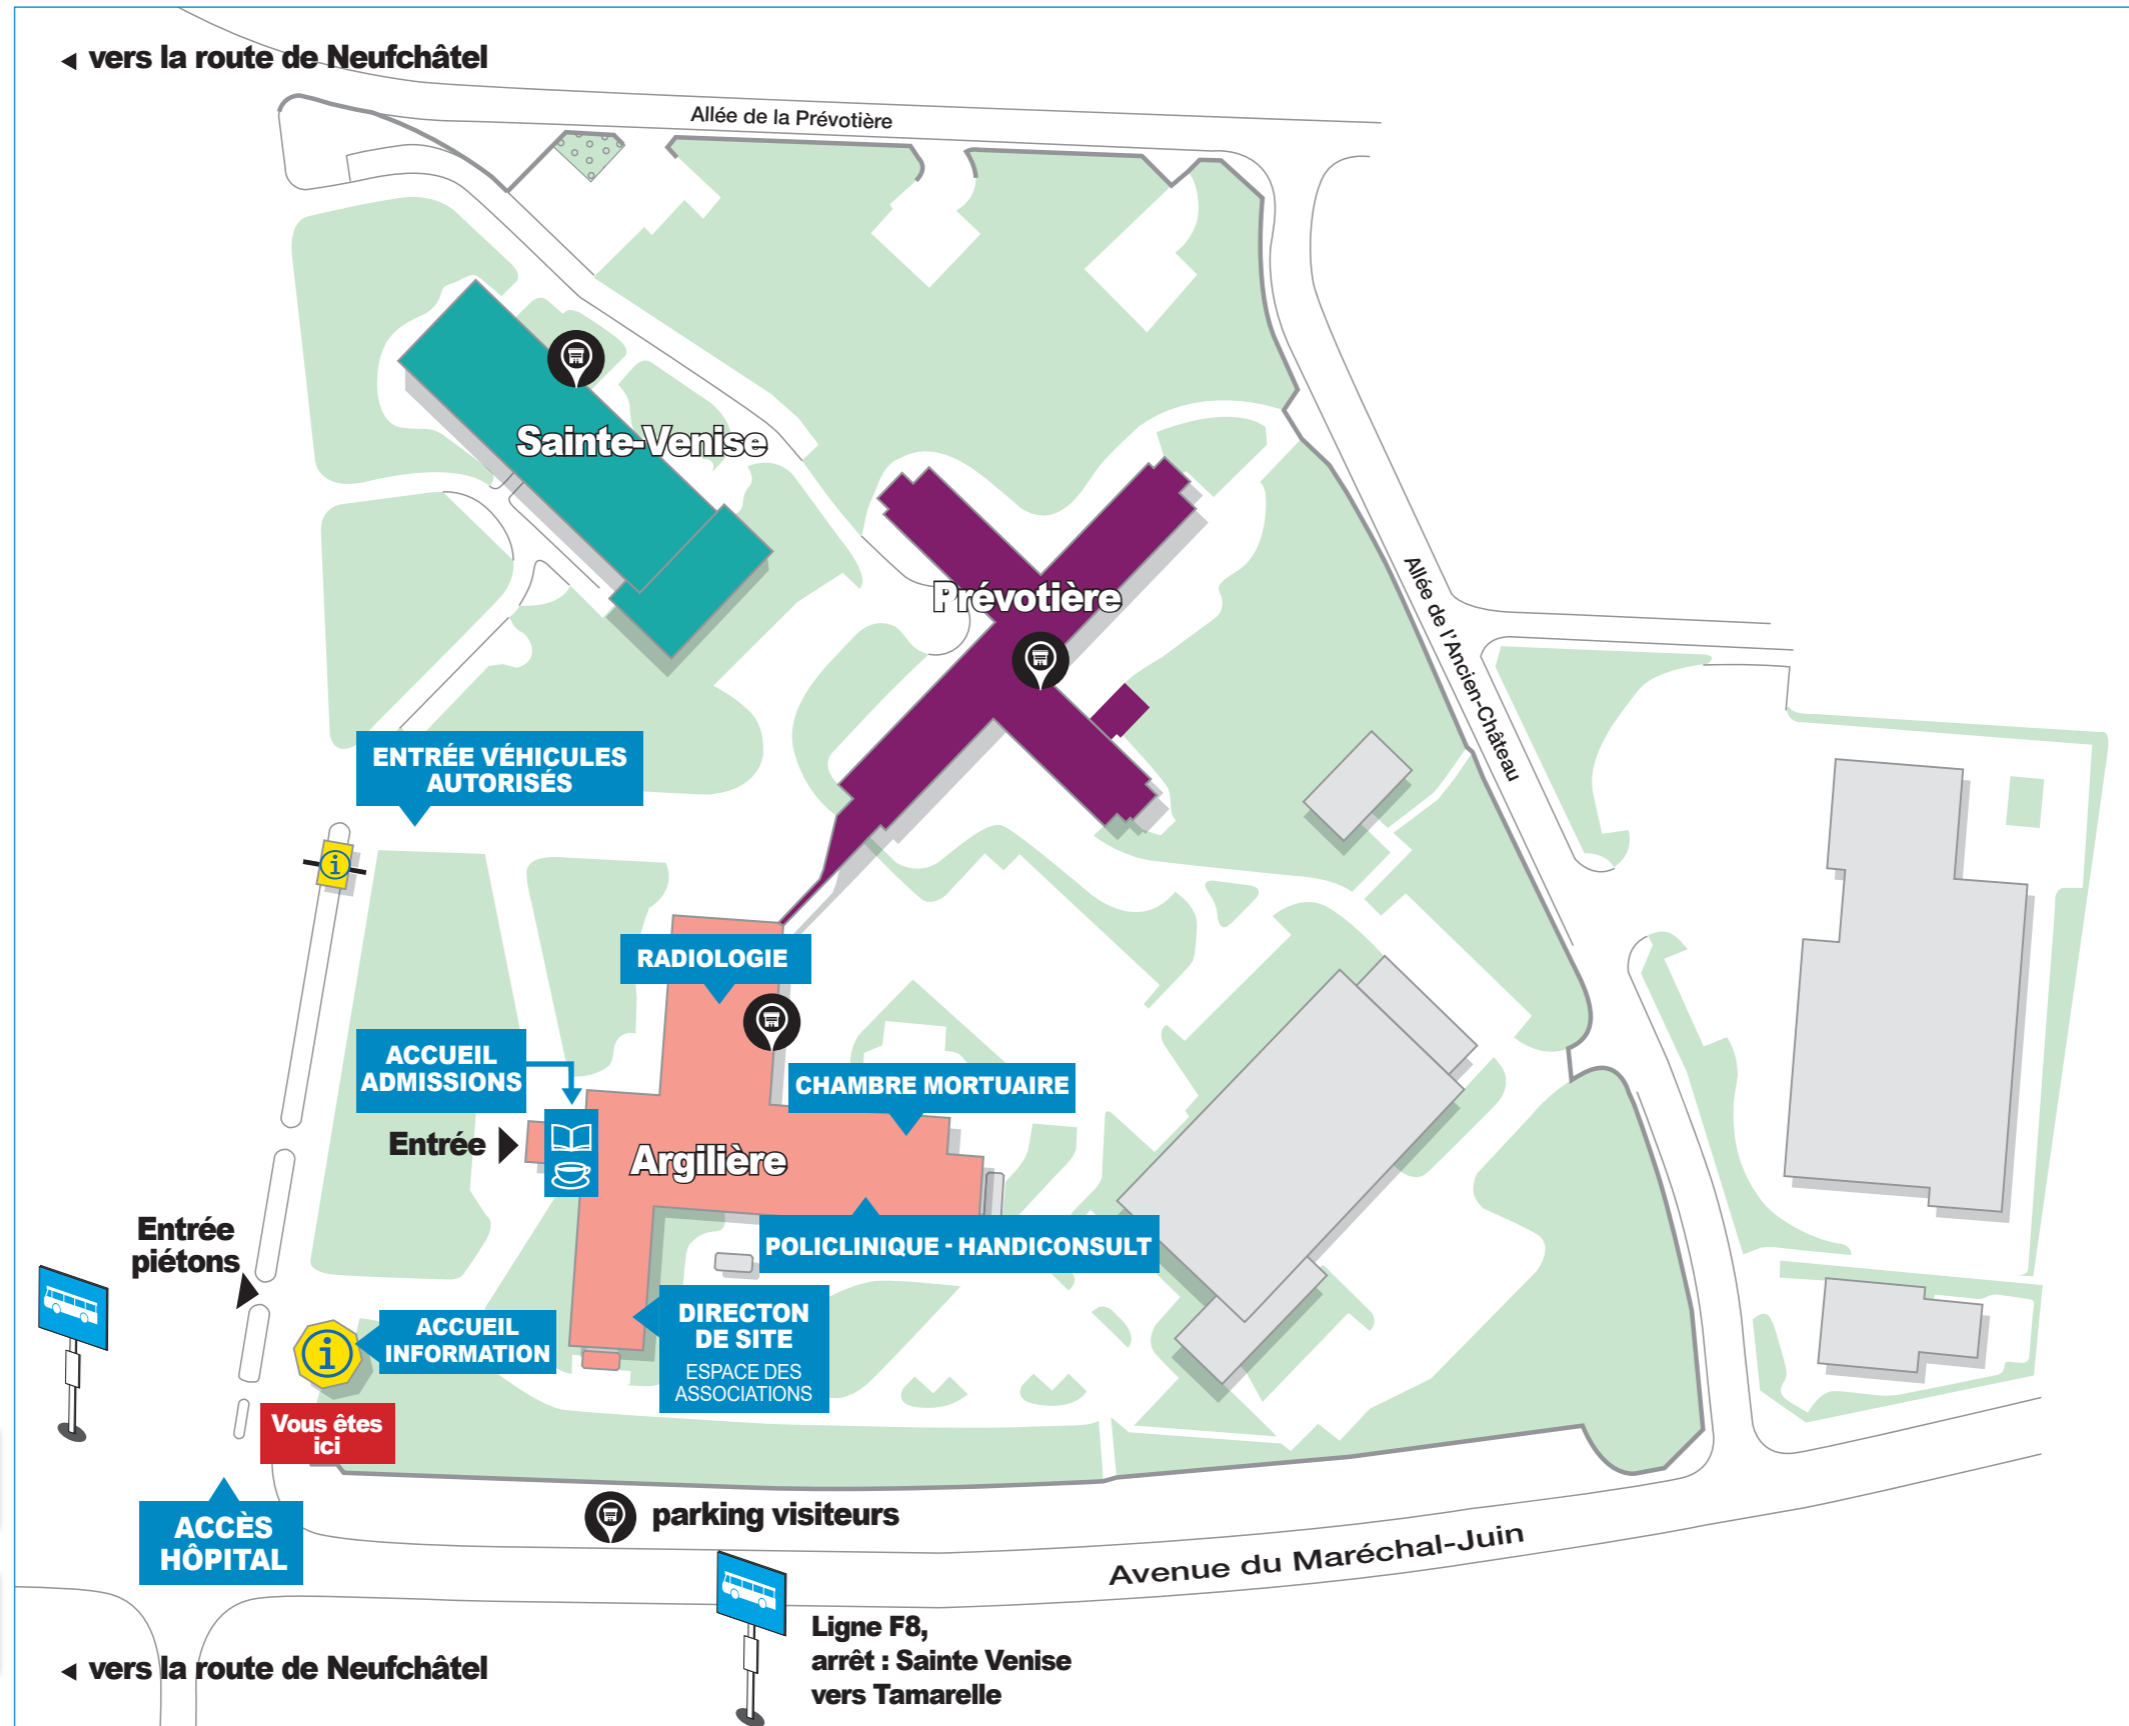 vers la route de Neufchâtel
Allée de la Prévotière
Sainte-Venise
Prévotière
Allée de l'Ancien-Château
ENTRÉE VÉHICULES
AUTORISÉS
i
RADIOLOGIE
ACCUEIL
ADMISSIONS
CHAMBRE MORTUAIRE
Entrée
Argilière
Entrée
piétons
POLICLINIQUE - HANDICONSULT
DIRECTON
DE SITE
ESPACE DES
ASSOCIATIONS
i
ACCUEIL
INFORMATION
Vous êtes
ici
ACCÈS
HÔPITAL
parking visiteurs
Avenue du Maréchal-Juin
Ligne F8,
arrêt : Sainte Venise
vers Tamarelle
vers la route de Neufchâtel